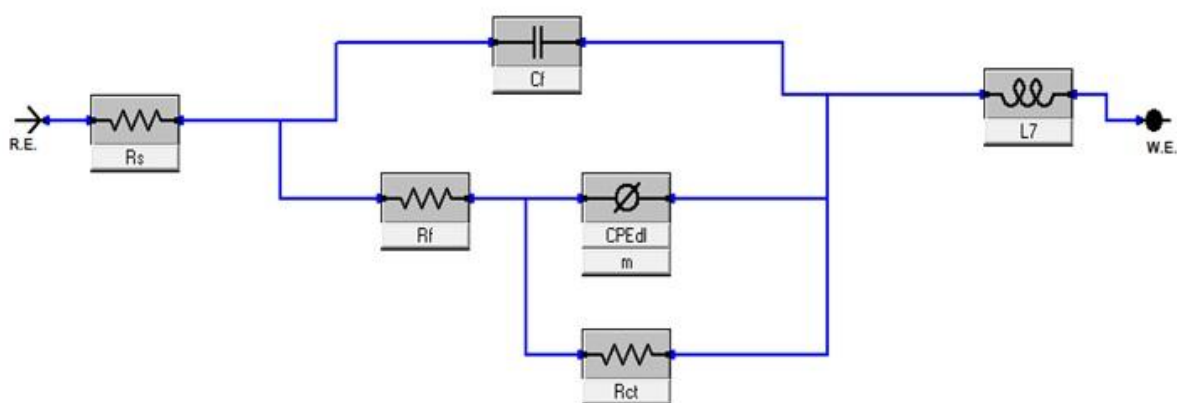 Cf
R.E.
Rs
L7
W.E.
Rf
CPEdl
m
Rct